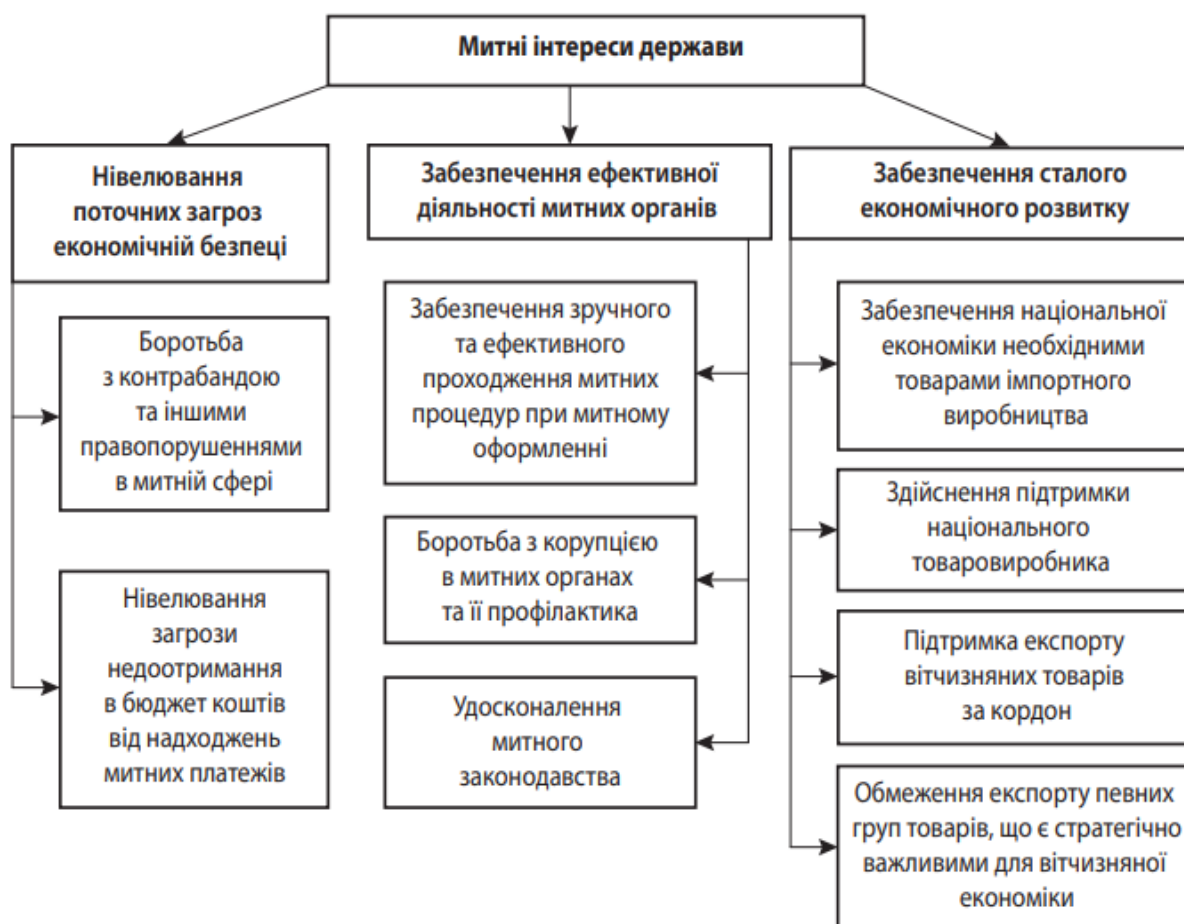 Митні інтереси держави
Нівелювання
поточних загроз
економічній безпеці
Боротьба
з контрабандою
та іншими
правопорушеннями
в митній сфері
Нівелювання
загрози
недоотримання
в бюджет коштів
від надходжень
митних платежів
Забезпечення ефективної
діяльності митних органів
Забезпечення зручного
та ефективного
проходження митних
процедур при митному
оформленні
Боротьба з корупцією
в митних органах
та її профілактика
Удосконалення
митного
законодавства
Забезпечення сталого
економічного розвитку
Забезпечення національної
економіки необхідними
товарами імпортного
виробництва
Здійснення підтримки
національного
товаровиробника
Підтримка експорту
вітчизняних товарів
за кордон
Обмеження експорту певних
груп товарів, що є стратегічно
важливими для вітчизняної
економіки